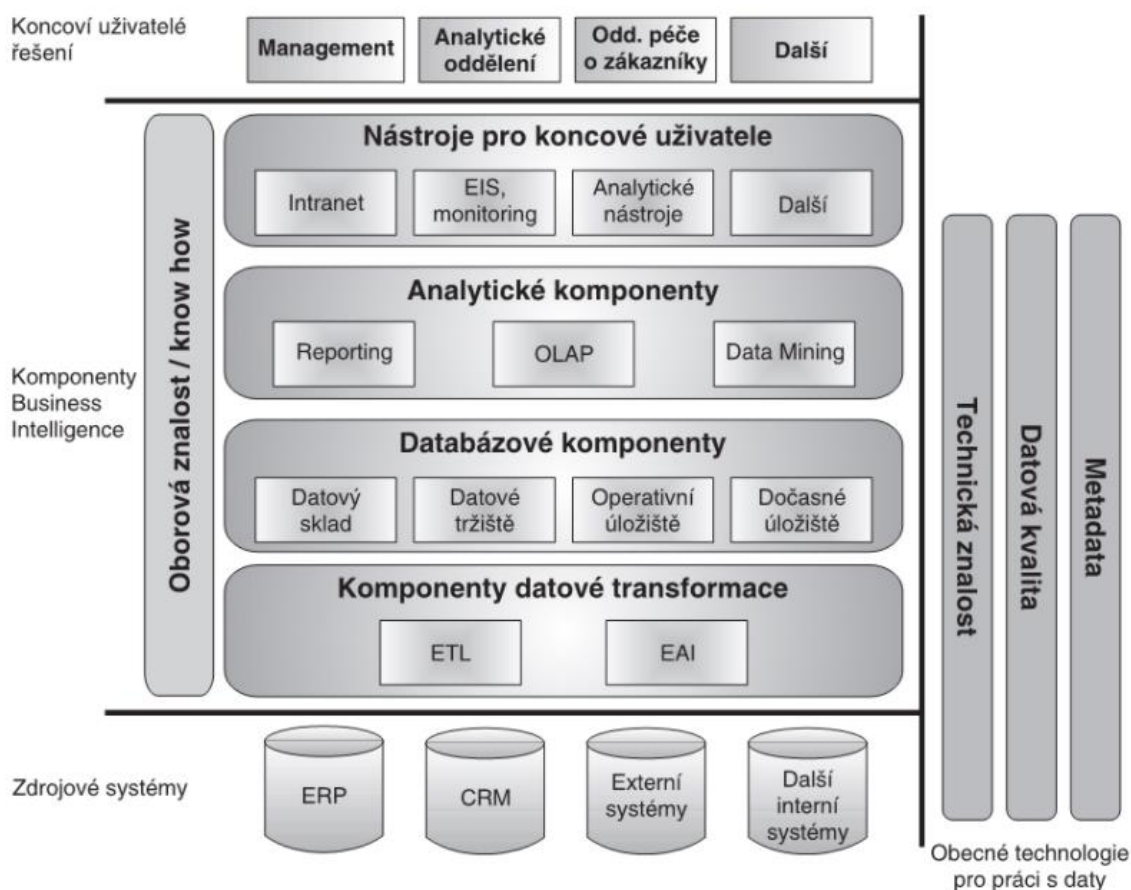 Koncoví uživatelé
řešení
Management
Analytické
oddělení
Odd. péče
o zákazníky
Další
Nástroje pro koncové uživatele
Intranet
EIS,
monitoring
Analytické
nástroje
Další
Analytické komponenty
Reporting
OLAP
Data Mining
Komponenty
Business
Intelligence
Oborová znalost / know how
Databázové komponenty
Datový
sklad
Datové
tržiště
Operativní
úložiště
Dočasné
úložiště
Komponenty datové transformace
ETL
EAI
Technická znalost
Datová kvalita
Metadata
Zdrojové systémy
ERP
CRM
Externí
systémy
Další
interní
systémy
Obecné technologie
pro práci s daty